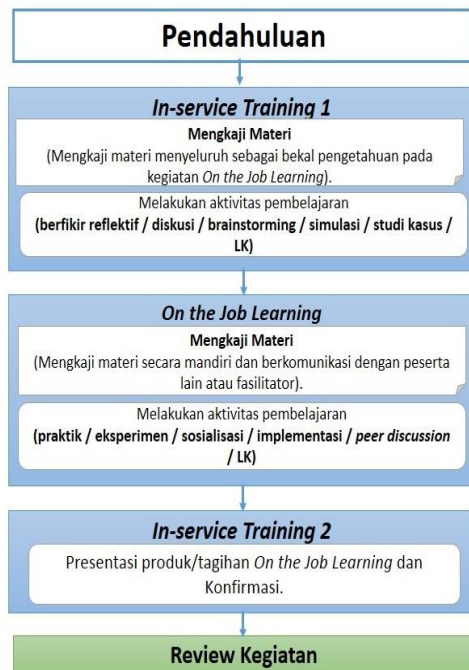 Pendahuluan
In-service Training 1
Mengkaji Materi
(Mengkaji materi menyeluruh sebagai bekal pengetahuan pada
kegiatan On the Job Learning).
Melakukan aktivitas pembelajaran
(berfikir reflektif / diskusi / brainstorming / simulasi / studi kasus /
LK)
On the Job Learning
Mengkaji Materi
(Mengkaji materi secara mandiri dan berkomunikasi dengan peserta
lain atau fasilitator).
Melakukan aktivitas pembelajaran
(praktik / eksperimen / sosialisasi / implementasi / peer discussion
/ LK)
In-service Training 2
Presentasi produk/tagihan On the Job Learning dan
Konfirmasi.
Review Kegiatan